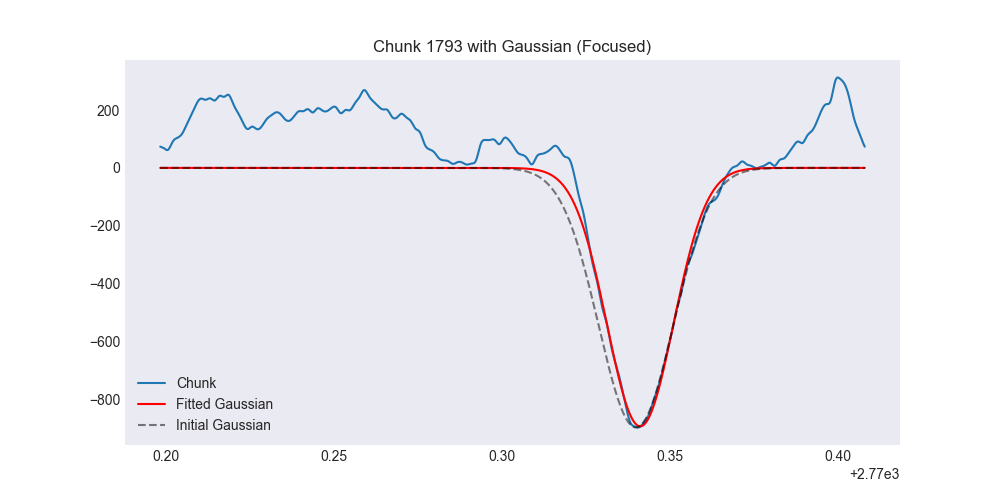 Chunk 1793 with Gaussian (Focused)
200
0
−200
−400
−600
−800
Chunk
Fitted Gaussian
Initial Gaussian
0.20 0.25 0.30 0.35 0.40
+2.77e3